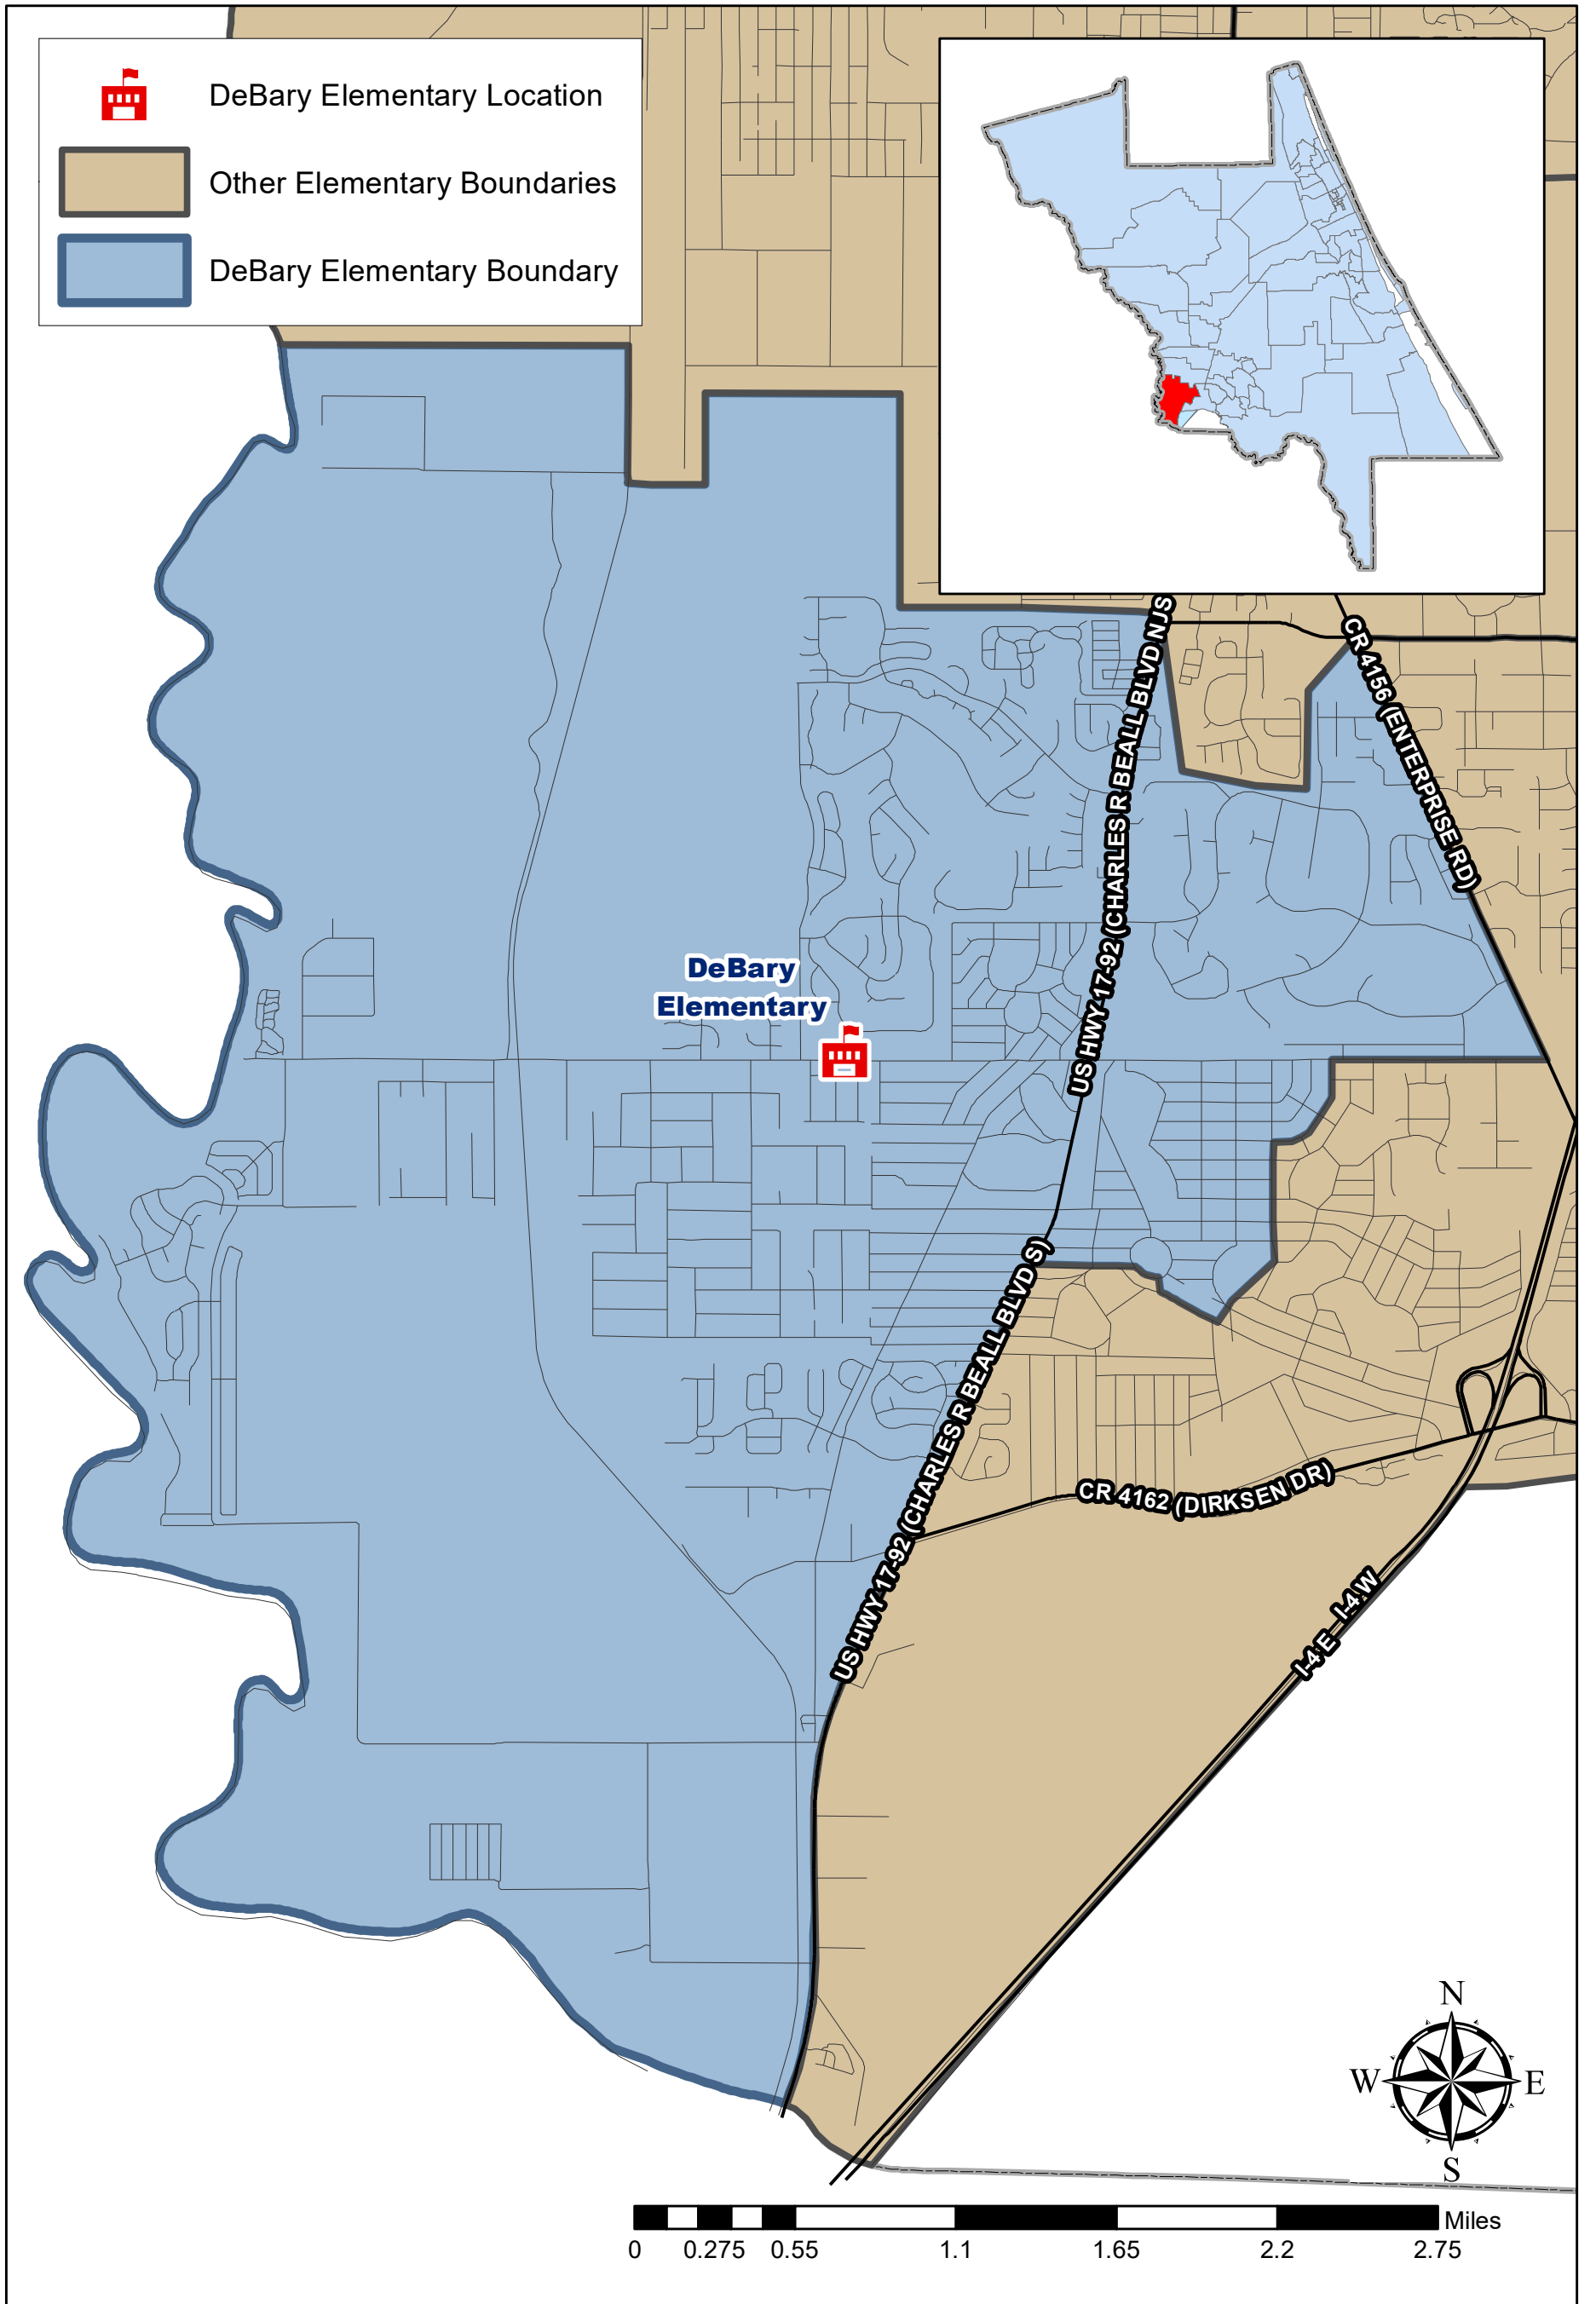 DeBary Elementary Location
Other Elementary Boundaries
DeBary Elementary Boundary
US HWY 17-92 (CHARLES R BEALL BLVD NJS
CR 4156 (ENTERPRISE RD)
DeBary
Elementary
US HWY 17-92 (CHARLES R BEALL BLVD S)
CR 4162 (DIRKSEN DR)
I-4 E I-4 W
N
W E
S
Miles
0 0.275 0.55 1.1 1.65 2.2 2.75